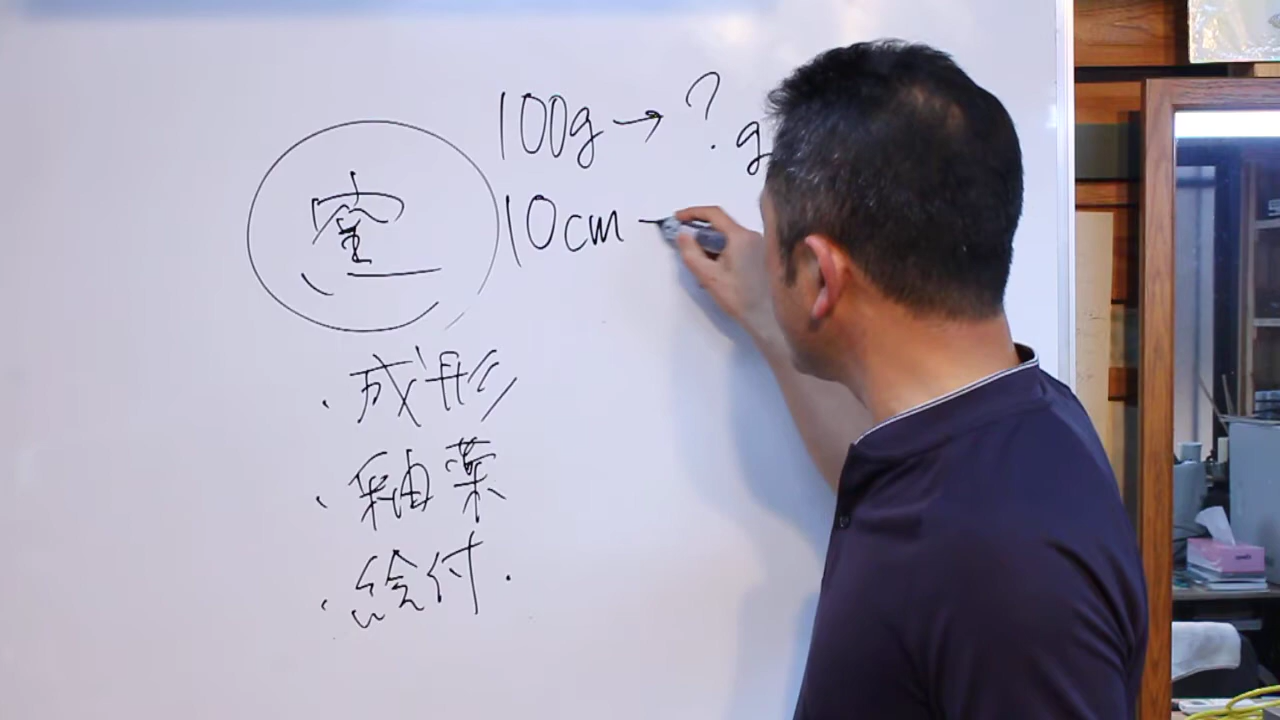 100g → ?g
10cm -
窯
・成形
・釉薬
・絵付.